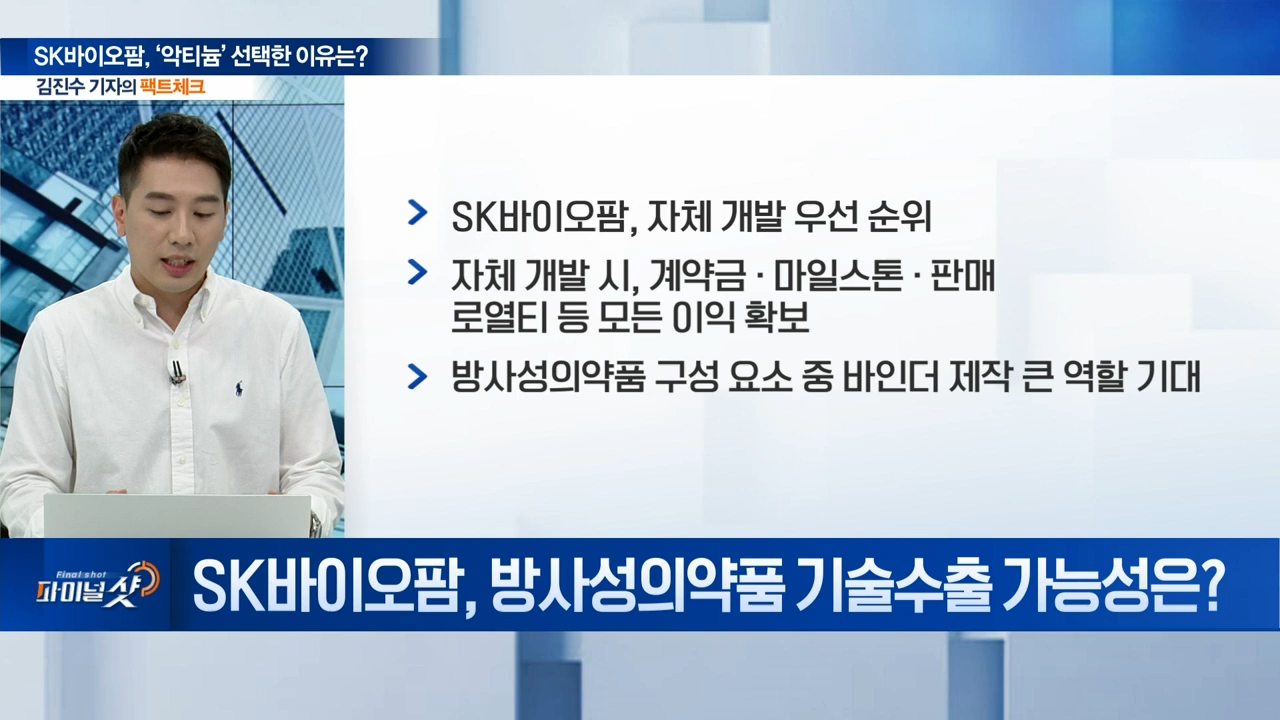 SK바이오팜, ‘악티늄’ 선택한 이유는?
김진수 기자의 팩트체크
SK바이오팜, 자체 개발 우선 순위
자체 개발 시, 계약금 · 마일스톤 · 판매
로열티 등 모든 이익 확보
방사성의약품 구성 요소 중 바인더 제작 큰 역할 기대
Final shot
파이널샷
SK바이오팜, 방사성의약품 기술수출 가능성은?